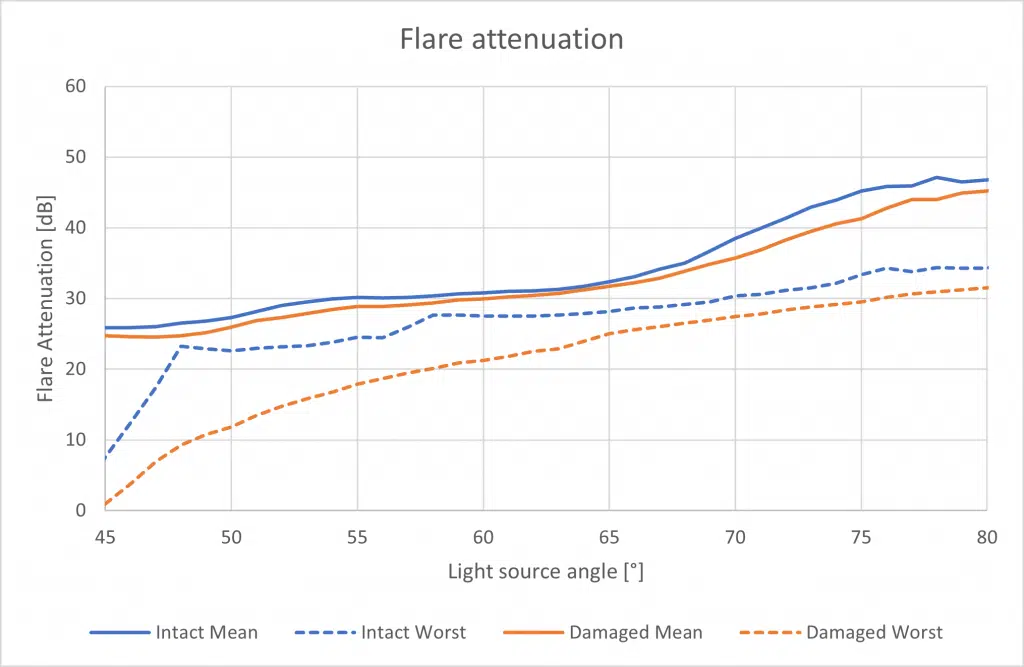 Flare attenuation
60
50
40
30
20
10
0
Flare Attenuation [dB]
45 50 55 60 65 70 75 80
Light source angle [°]
Intact Mean Intact Worst Damaged Mean Damaged Worst